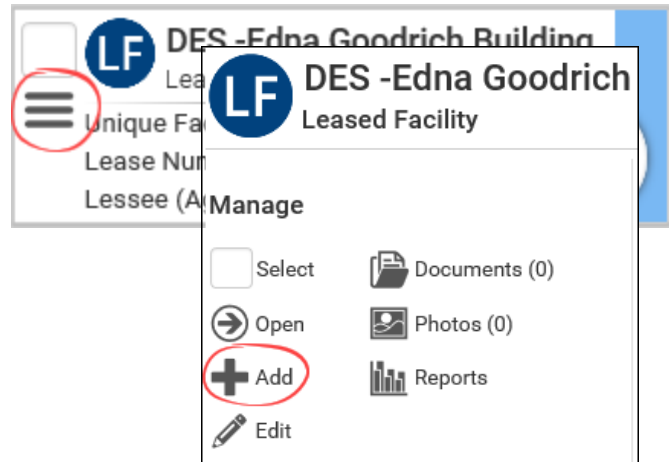 LF
DES -Edna Goodrich Building
Lea
Unique Fa
Lease Num
Lessee (Ag
LF
DES -Edna Goodrich
Leased Facility
Manage
Select
Documents (0)
Open
Photos (0)
Add
Reports
Edit